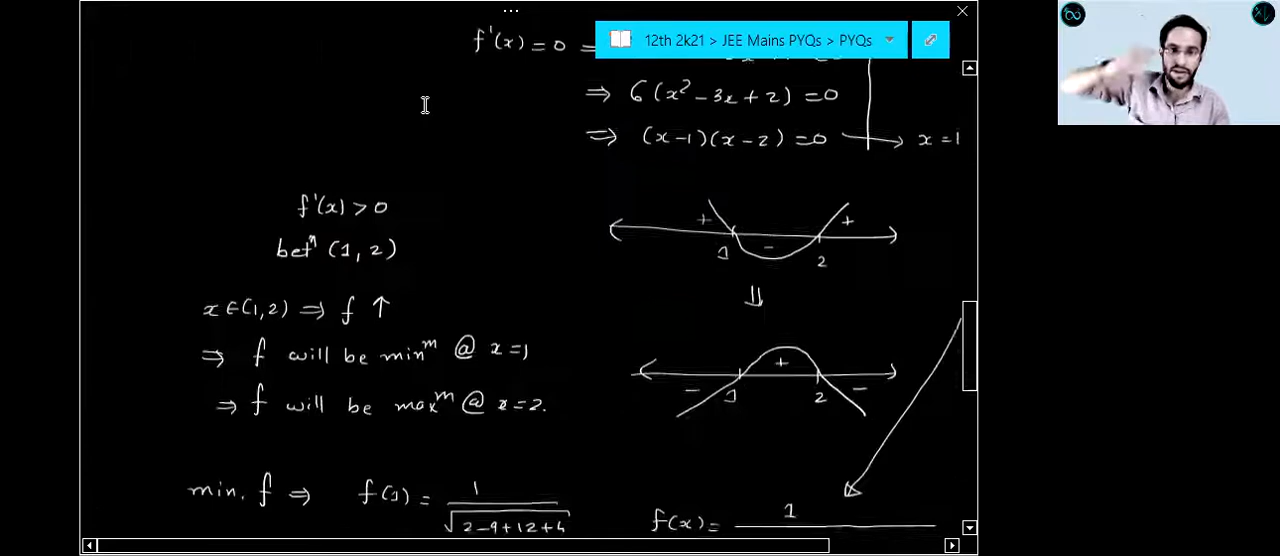 f'(x) = 0 =
12th 2k21 > JEE Mains PYQs > PYQs
⇒ 6(x² - 3x + 2) = 0
⇒ (x-1)(x-2) = 0 → x = 1
f'(x) > 0
betⁿ (1, 2)
+ - +
1 2
⇓
x ∈ (1, 2) ⇒ f ↑
⇒ f will be minᵐ @ x=1
⇒ f will be maxᵐ @ x=2.
- + -
1 2
min. f ⇒ f(1) = 1/√2-9+12+4
f(x) = 1